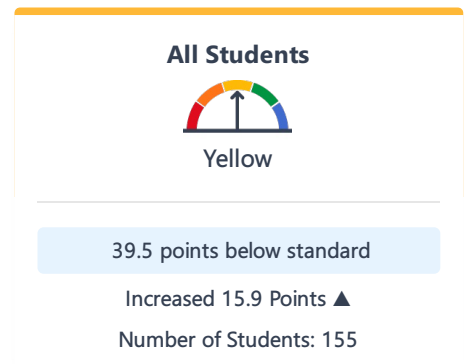 All Students
Yellow
39.5 points below standard
Increased 15.9 Points ▲
Number of Students: 155